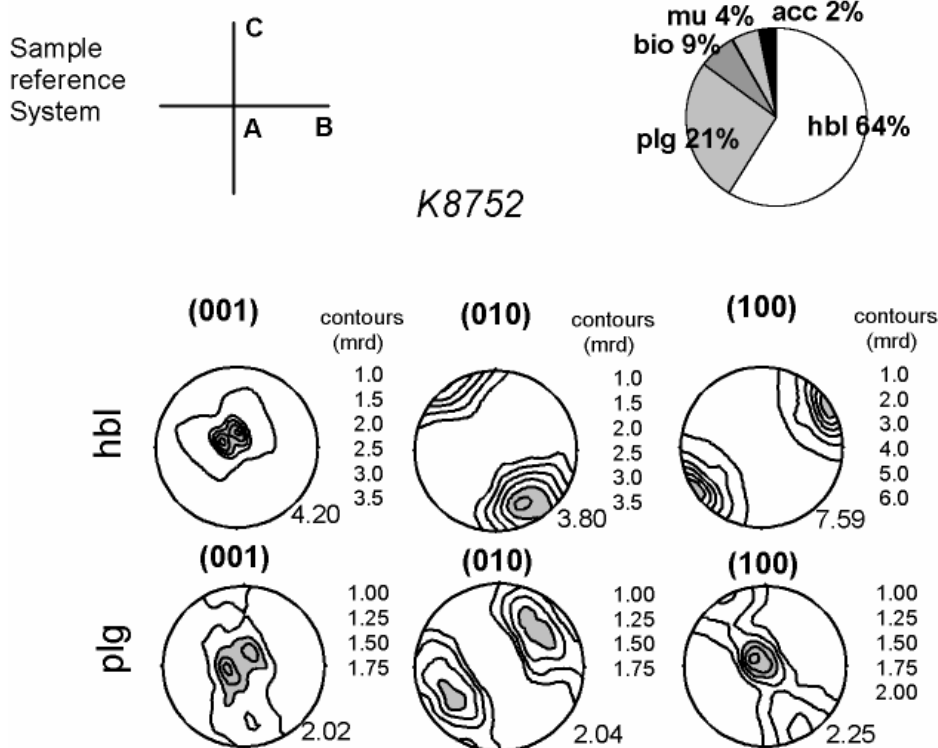 Sample
reference
System
C
A
B
mu 4%
acc 2%
bio 9%
plg 21%
hbl 64%
K8752
(001)
contours
(mrd)
(010)
contours
(mrd)
(100)
contours
(mrd)
hbl
1.0
1.5
2.0
2.5
3.0
3.5
4.20
1.0
1.5
2.0
2.5
3.0
3.5
3.80
1.0
2.0
3.0
4.0
5.0
6.0
7.59
(001)
(010)
(100)
plg
1.00
1.25
1.50
1.75
2.02
1.00
1.25
1.50
1.75
2.04
1.00
1.25
1.50
1.75
2.00
2.25